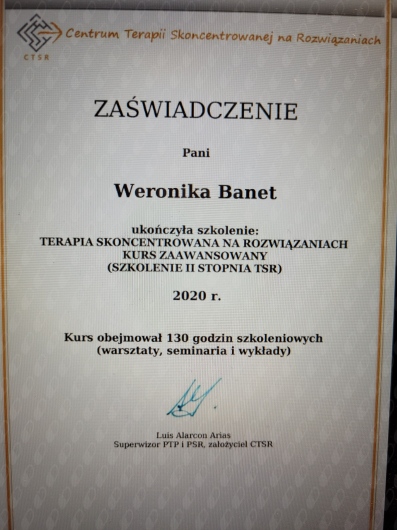 Centrum Terapii Skoncentrowanej na Rozwiązaniach
CTSR
ZAŚWIADCZENIE
Pani
Weronika Banet
ukończyła szkolenie:
TERAPIA SKONCENTROWANA NA ROZWIĄZANIACH
KURS ZAAWANSOWANY
(SZKOLENIE II STOPNIA TSR)
2020 r.
Kurs obejmował 130 godzin szkoleniowych
(warsztaty, seminaria i wykłady)
Luis Alarcon Arias
Superwizor PTP i PSR, założyciel CTSR